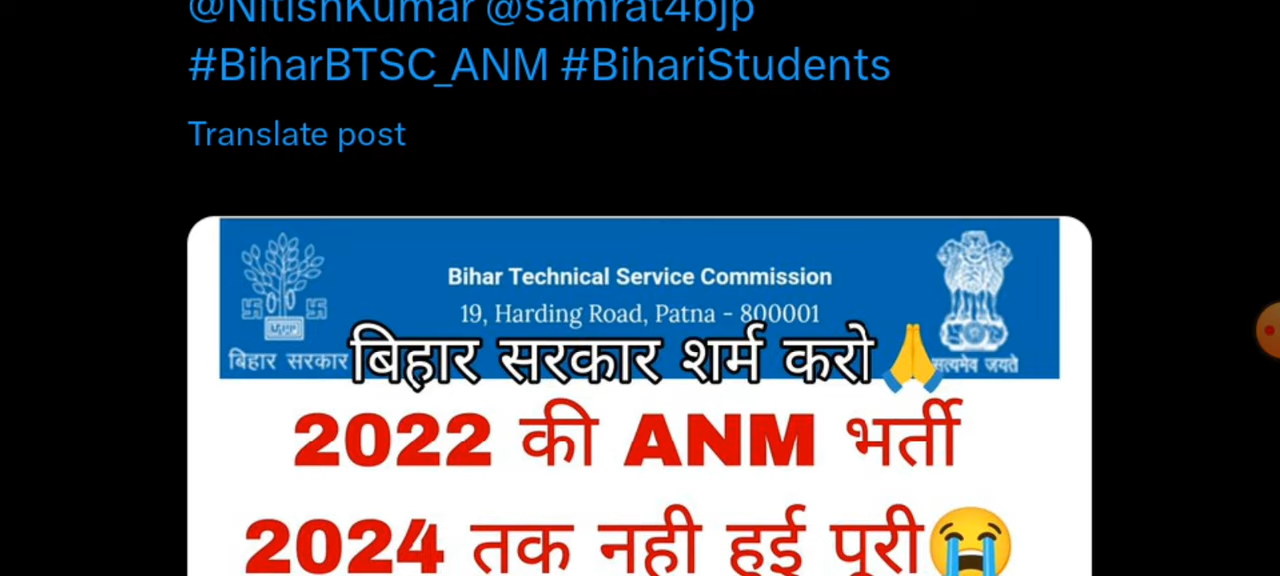 @NitishKumar @samrat4bjp
#BiharBTSC_ANM #BihariStudents
Translate post
Bihar Technical Service Commission
19, Harding Road, Patna - 800001
बिहार सरकार
सत्यमेव जयते
बिहार सरकार शर्म करो🙏
2022 की ANM भर्ती
2024 तक नही हुई पूरी😭